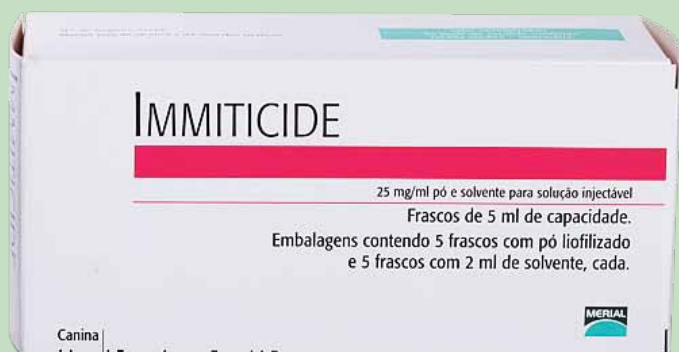 IMMITICIDE
25 mg/ml pó e solvente para solução injectável
Frascos de 5 ml de capacidade.
Embalagens contendo 5 frascos com pó liofilizado
e 5 frascos com 2 ml de solvente, cada.
MERIAL
Canina